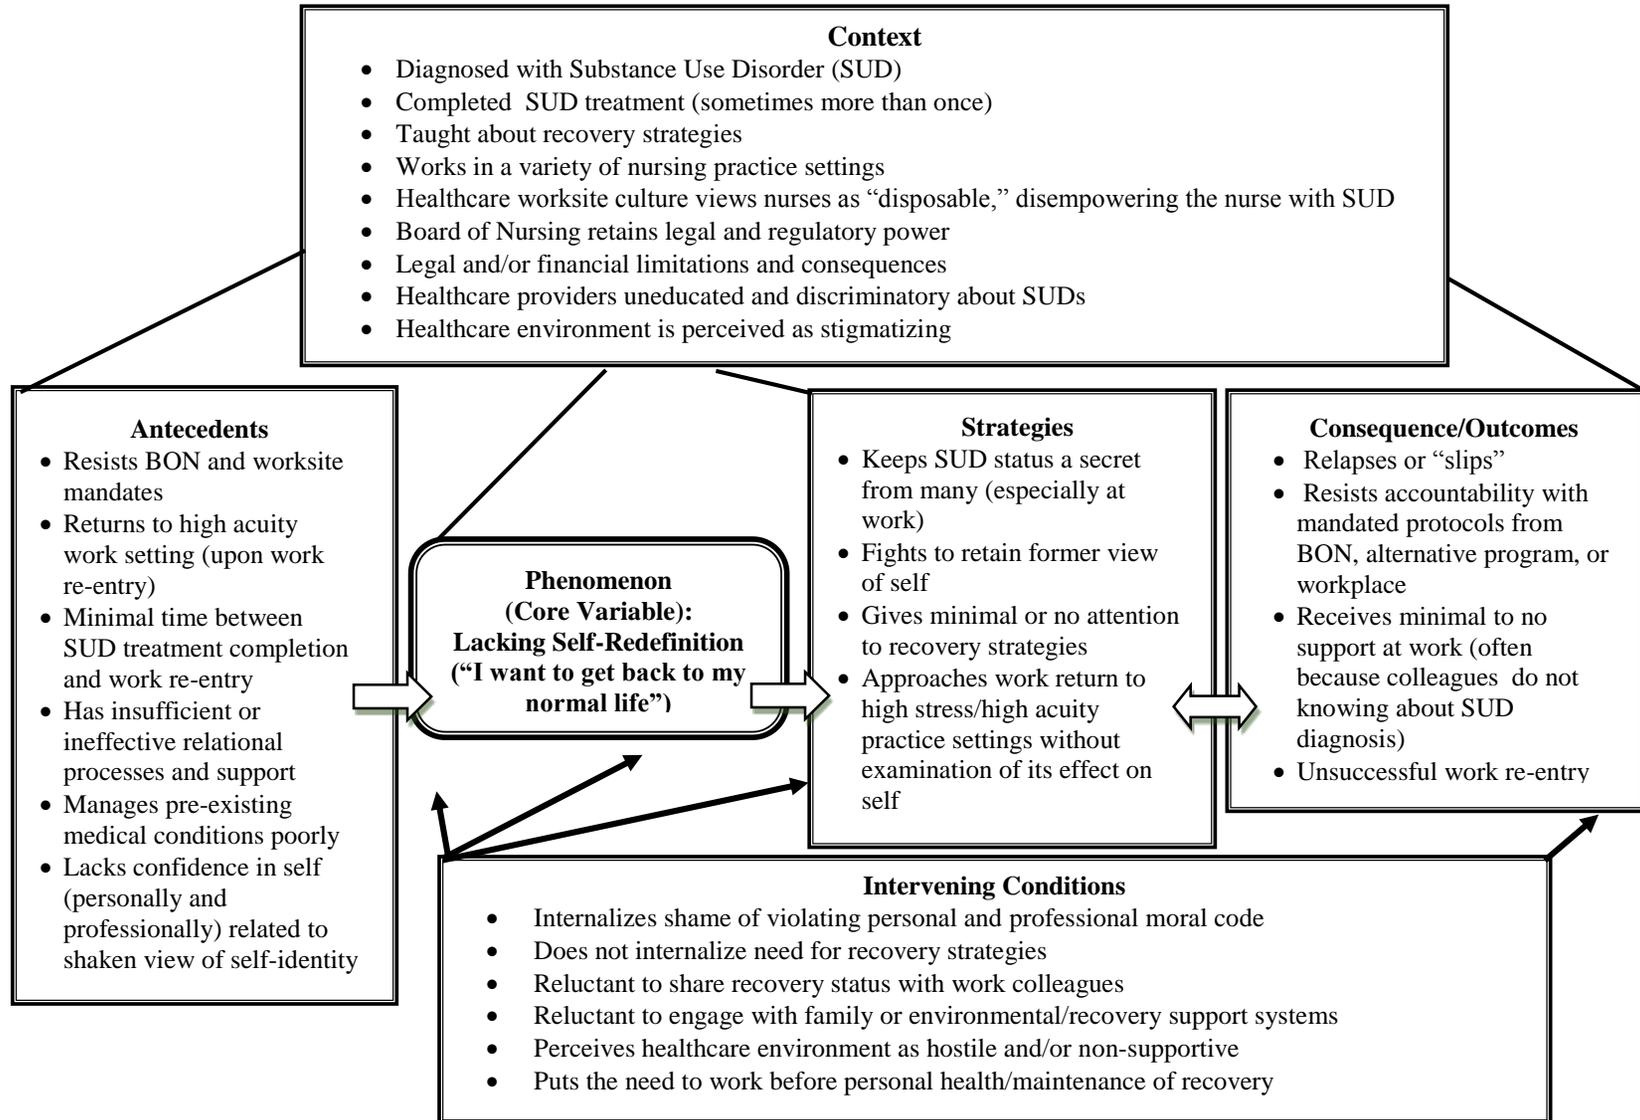 Context
• Diagnosed with Substance Use Disorder (SUD)
• Completed SUD treatment (sometimes more than once)
• Taught about recovery strategies
• Works in a variety of nursing practice settings
• Healthcare worksite culture views nurses as “disposable,” disempowering the nurse with SUD
• Board of Nursing retains legal and regulatory power
• Legal and/or financial limitations and consequences
• Healthcare providers uneducated and discriminatory about SUDs
• Healthcare environment is perceived as stigmatizing
Antecedents
• Resists BON and worksite
mandates
• Returns to high acuity
work setting (upon work
re-entry)
• Minimal time between
SUD treatment completion
and work re-entry
• Has insufficient or
ineffective relational
processes and support
• Manages pre-existing
medical conditions poorly
• Lacks confidence in self
(personally and
professionally) related to
shaken view of self-identity
Phenomenon
(Core Variable):
Lacking Self-Redefinition
(“I want to get back to my
normal life”)
Strategies
• Keeps SUD status a secret
from many (especially at
work)
• Fights to retain former view
of self
• Gives minimal or no attention
to recovery strategies
• Approaches work return to
high stress/high acuity
practice settings without
examination of its effect on
self
Consequence/Outcomes
• Relapses or “slips”
• Resists accountability with
mandated protocols from
BON, alternative program, or
workplace
• Receives minimal to no
support at work (often
because colleagues do not
knowing about SUD
diagnosis)
• Unsuccessful work re-entry
Intervening Conditions
• Internalizes shame of violating personal and professional moral code
• Does not internalize need for recovery strategies
• Reluctant to share recovery status with work colleagues
• Reluctant to engage with family or environmental/recovery support systems
• Perceives healthcare environment as hostile and/or non-supportive
• Puts the need to work before personal health/maintenance of recovery